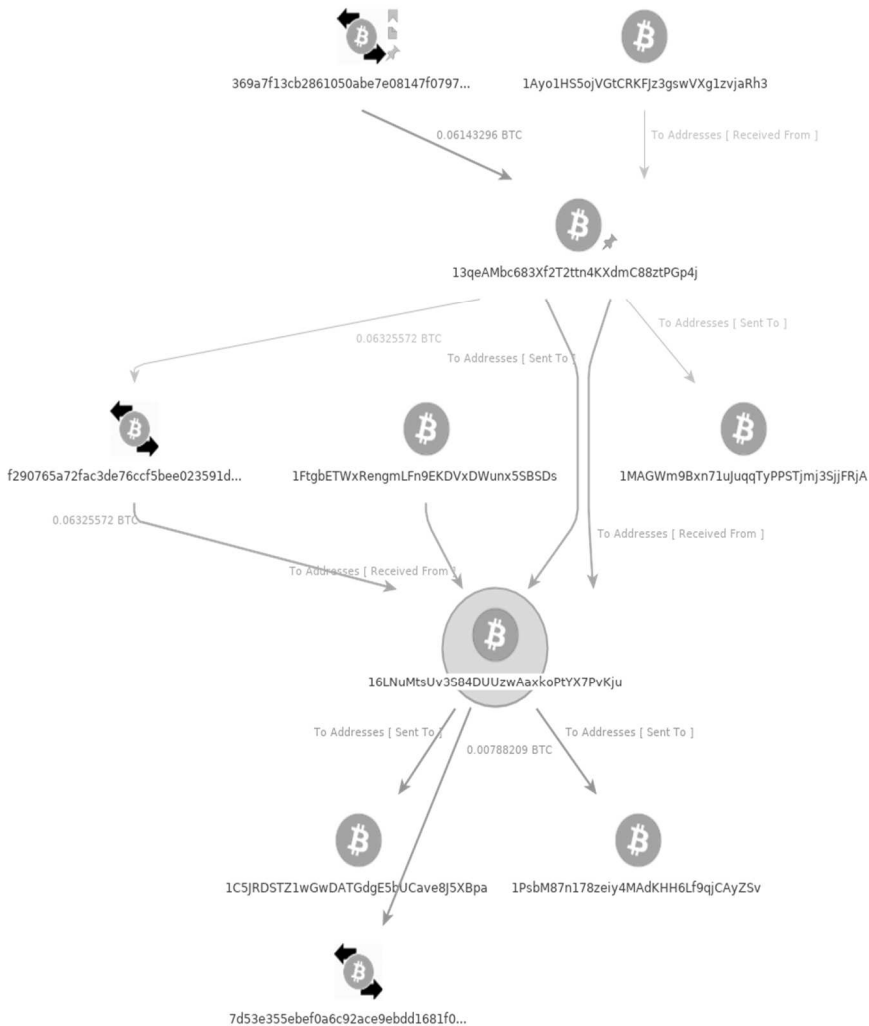 369a7f13cb2861050abe7e08147f0797...
1Ayo1HS5ojVGtCRKFJz3gswVXg1zvjaRh3
0.06143296 BTC
To Addresses [ Received From ]
13qeAMbc683Xf2T2ttn4KXdmC88ztPGp4j
0.06325572 BTC
To Addresses [ Sent To ]
To Addresses [ Sent To ]
f290765a72fac3de76ccf5bee023591d...
1FtgbETWxRengmLFn9EKDVxDWunx5SBSDs
1MAGWm9Bxn71uJuqqTyPPSTjmj3SjjFRjA
0.06325572 BTC
To Addresses [ Received From ]
To Addresses [ Received From ]
16LNuMtsUv3S84DUUzwAaxkoPtYX7PvKju
To Addresses [ Sent To ]
0.00788209 BTC
To Addresses [ Sent To ]
1C5JRDSTZ1wGwDATGdgE5bUCave8J5XBpa
1PsbM87n178zeiy4MAdKHH6Lf9qjCAyZSv
7d53e355ebef0a6c92ace9ebdd1681f0...